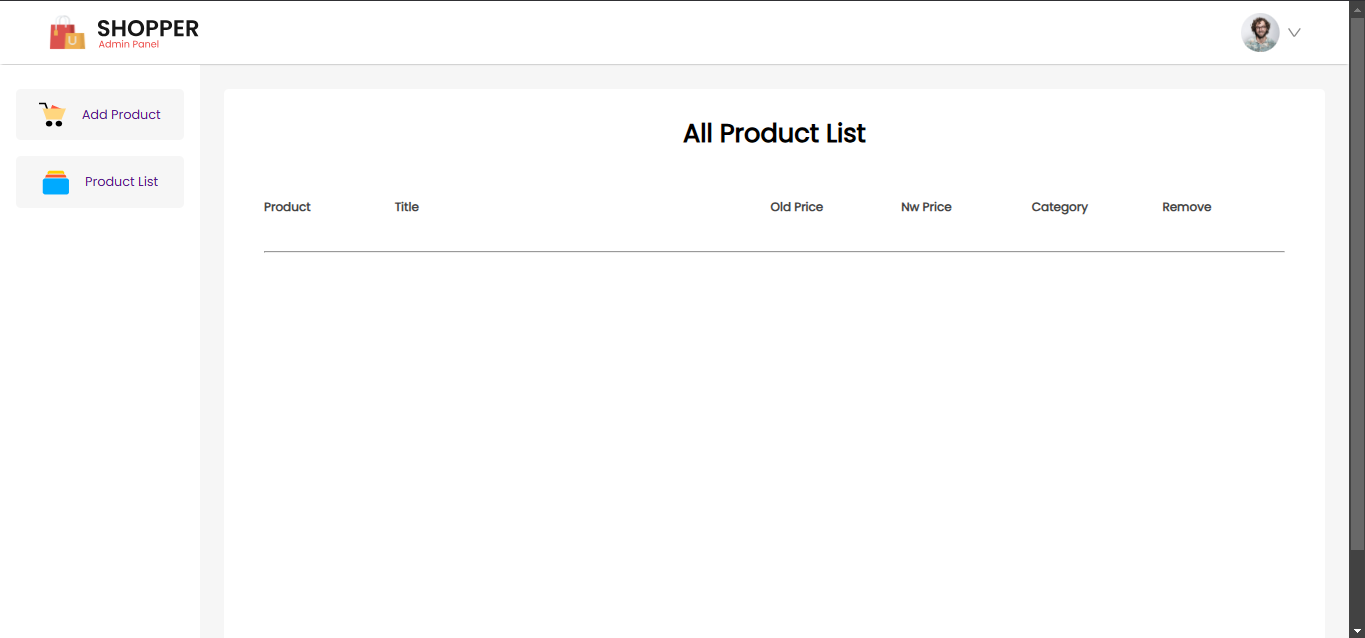 SHOPPER
Admin Panel
Add Product
Product List
All Product List
Product Title Old Price Nw Price Category Remove